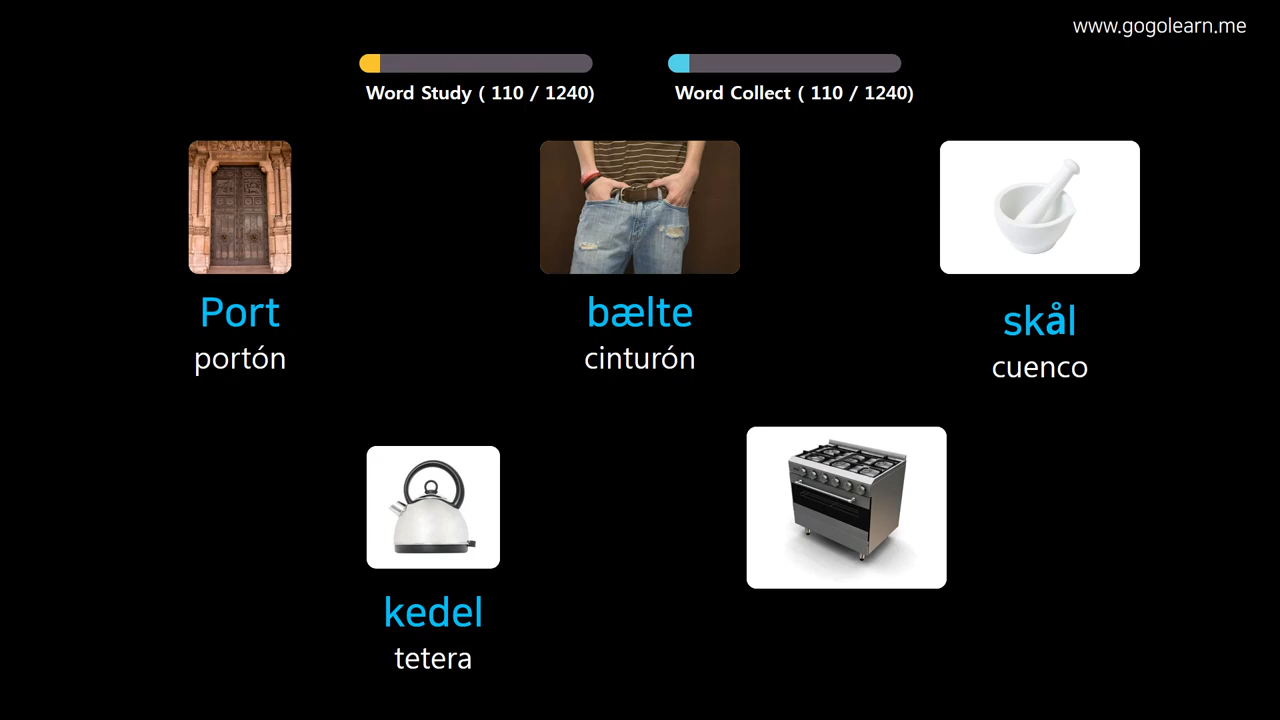 www.gogolearn.me
Word Study ( 110 / 1240)
Word Collect ( 110 / 1240)
Port
portón
bælte
cinturón
skål
cuenco
kedel
tetera